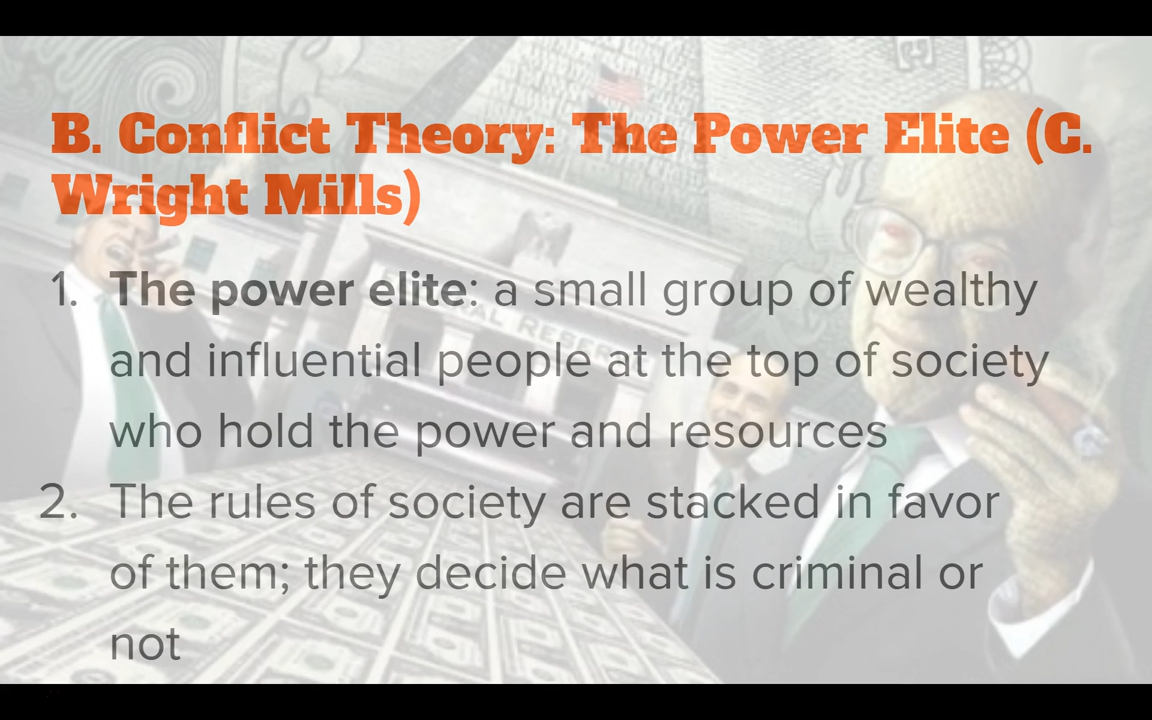 B. Conflict Theory: The Power Elite (C.
Wright Mills)
1. The power elite: a small group of wealthy
and influential people at the top of society
who hold the power and resources
2. The rules of society are stacked in favor
of them; they decide what is criminal or
not